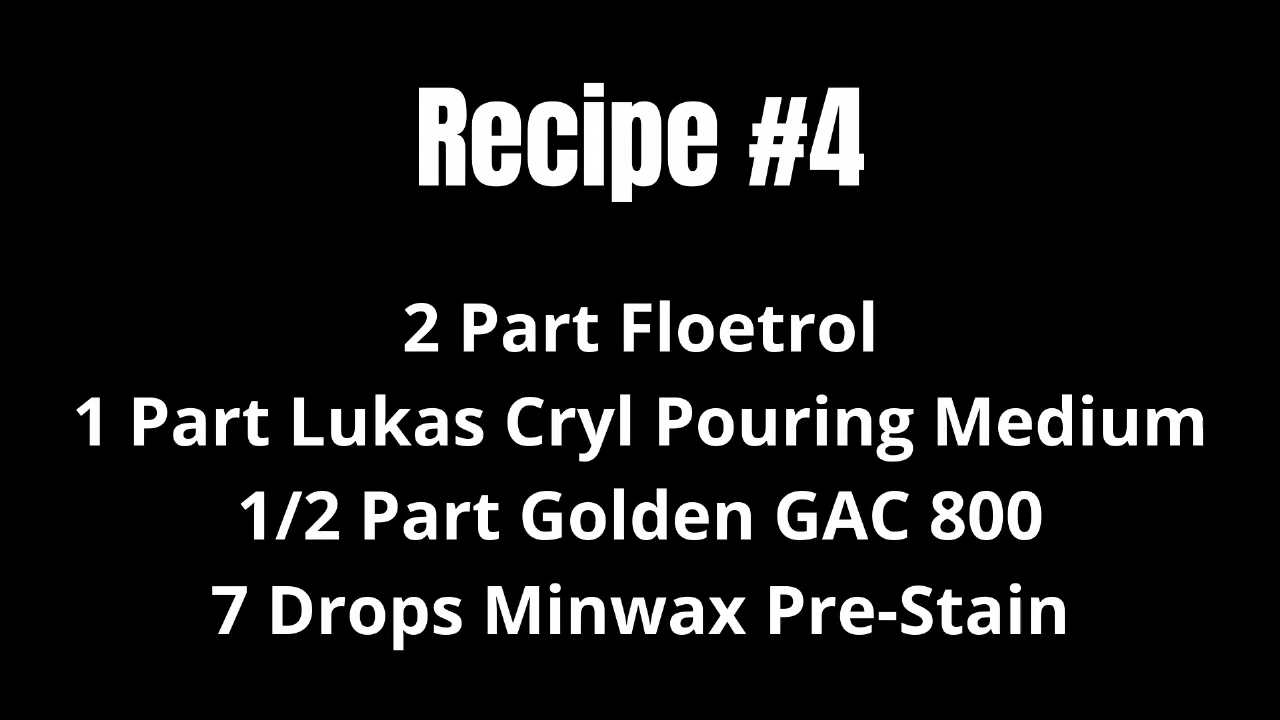 Recipe #4
2 Part Floetrol
1 Part Lukas Cryl Pouring Medium
1/2 Part Golden GAC 800
7 Drops Minwax Pre-Stain